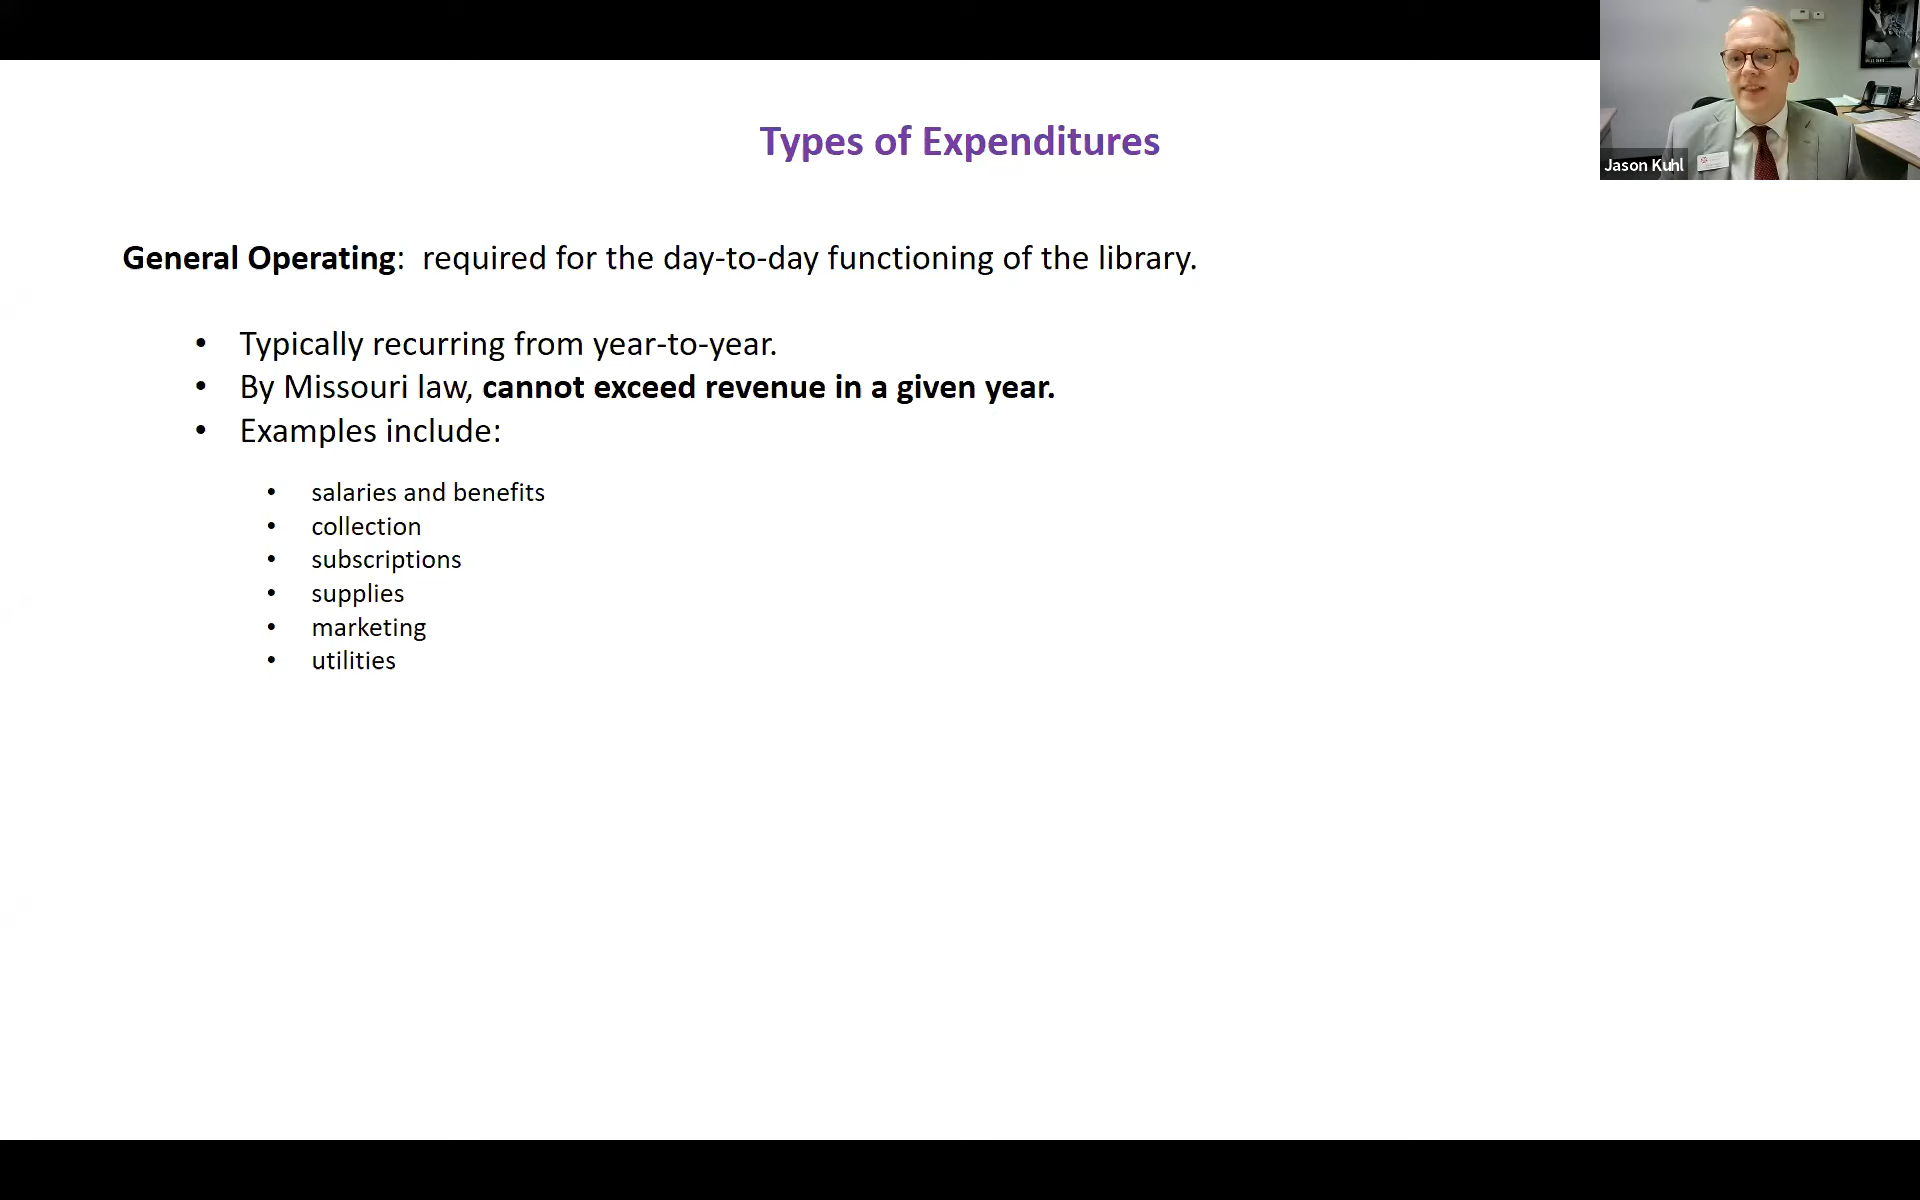 Types of Expenditures
Jason Kuhl
General Operating:  required for the day-to-day functioning of the library.
• Typically recurring from year-to-year.
• By Missouri law, cannot exceed revenue in a given year.
• Examples include:
• salaries and benefits
• collection
• subscriptions
• supplies
• marketing
• utilities